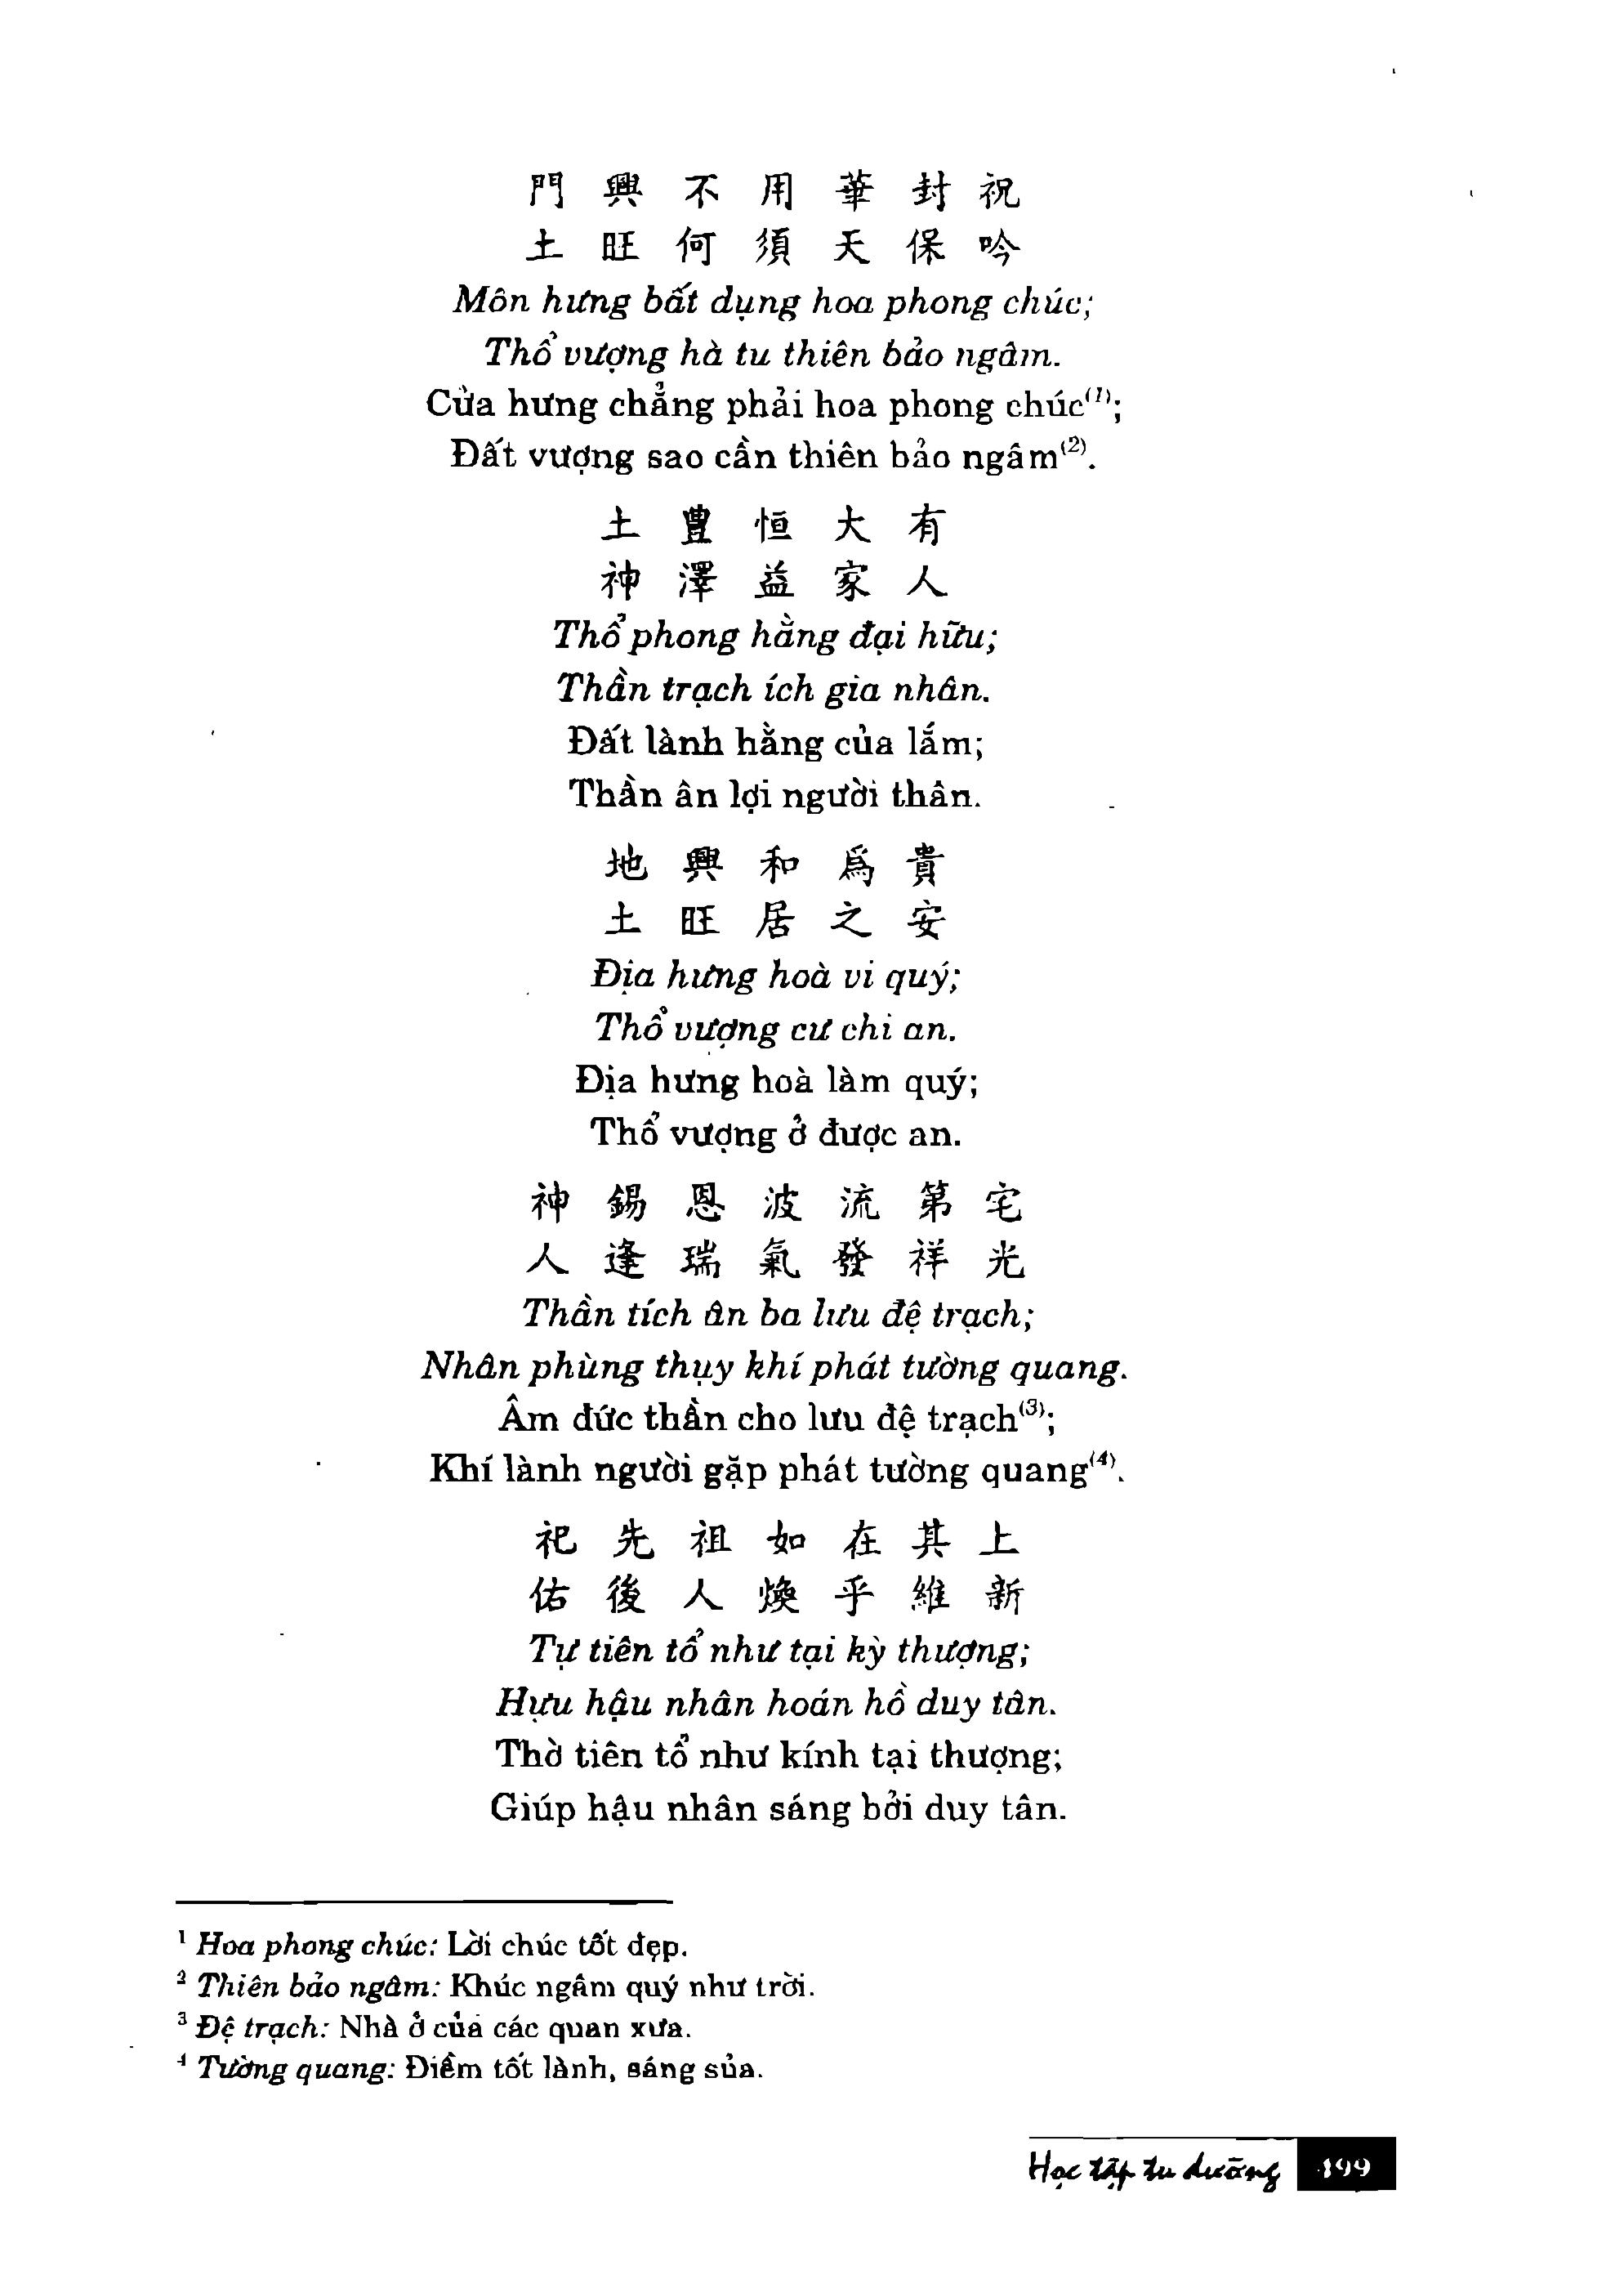 門 興 不 用 華 封 祝
土 旺 何 須 天 保 吟
Môn hưng bất dụng hoa phong chúc;
Thổ vượng hà tu thiên bảo ngâm.
Cửa hưng chẳng phải hoa phong chúc⁽¹⁾;
Đất vượng sao cần thiên bảo ngâm⁽²⁾.
土 豊 恒 大 有
神 澤 益 家 人
Thổ phong hằng đại hữu;
Thần trạch ích gia nhân.
Đất lành hằng của lắm;
Thần ân lợi người thân.
地 興 和 爲 貴
土 旺 居 之 安
Địa hưng hoà vi quý;
Thổ vượng cư chi an.
Địa hưng hoà làm quý;
Thổ vượng ở được an.
神 錫 恩 波 流 第 宅
人 逢 瑞 氣 發 祥 光
Thần tích ân ba lưu đệ trạch;
Nhân phùng thụy khí phát tường quang.
Âm đức thần cho lưu đệ trạch⁽³⁾;
Khí lành người gặp phát tường quang⁽⁴⁾.
祀 先 祖 如 在 其 上
佑 後 人 煥 乎 維 新
Tự tiên tổ như tại kỳ thượng;
Hựu hậu nhân hoán hồ duy tân.
Thờ tiên tổ như kính tại thượng;
Giúp hậu nhân sáng bởi duy tân.
¹ Hoa phong chúc: Lời chúc tốt đẹp.
² Thiên bảo ngâm: Khúc ngâm quý như trời.
³ Đệ trạch: Nhà ở của các quan xưa.
⁴ Tường quang: Điềm tốt lành, sáng sủa.
Học tập tu dưỡng 199